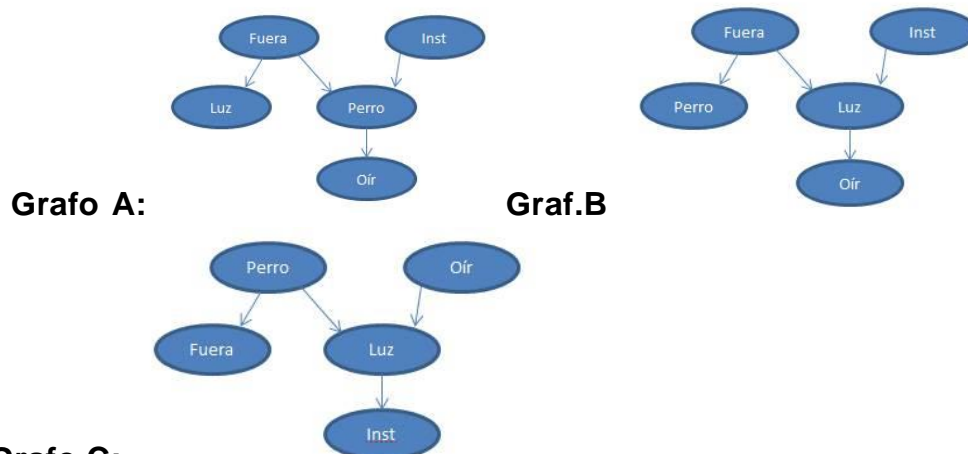 Fuera Inst Fuera Inst
Luz Perro Perro Luz
Oír Oír
Grafo A: Graf.B
Perro Oír
Fuera Luz
Inst
Grafo C: